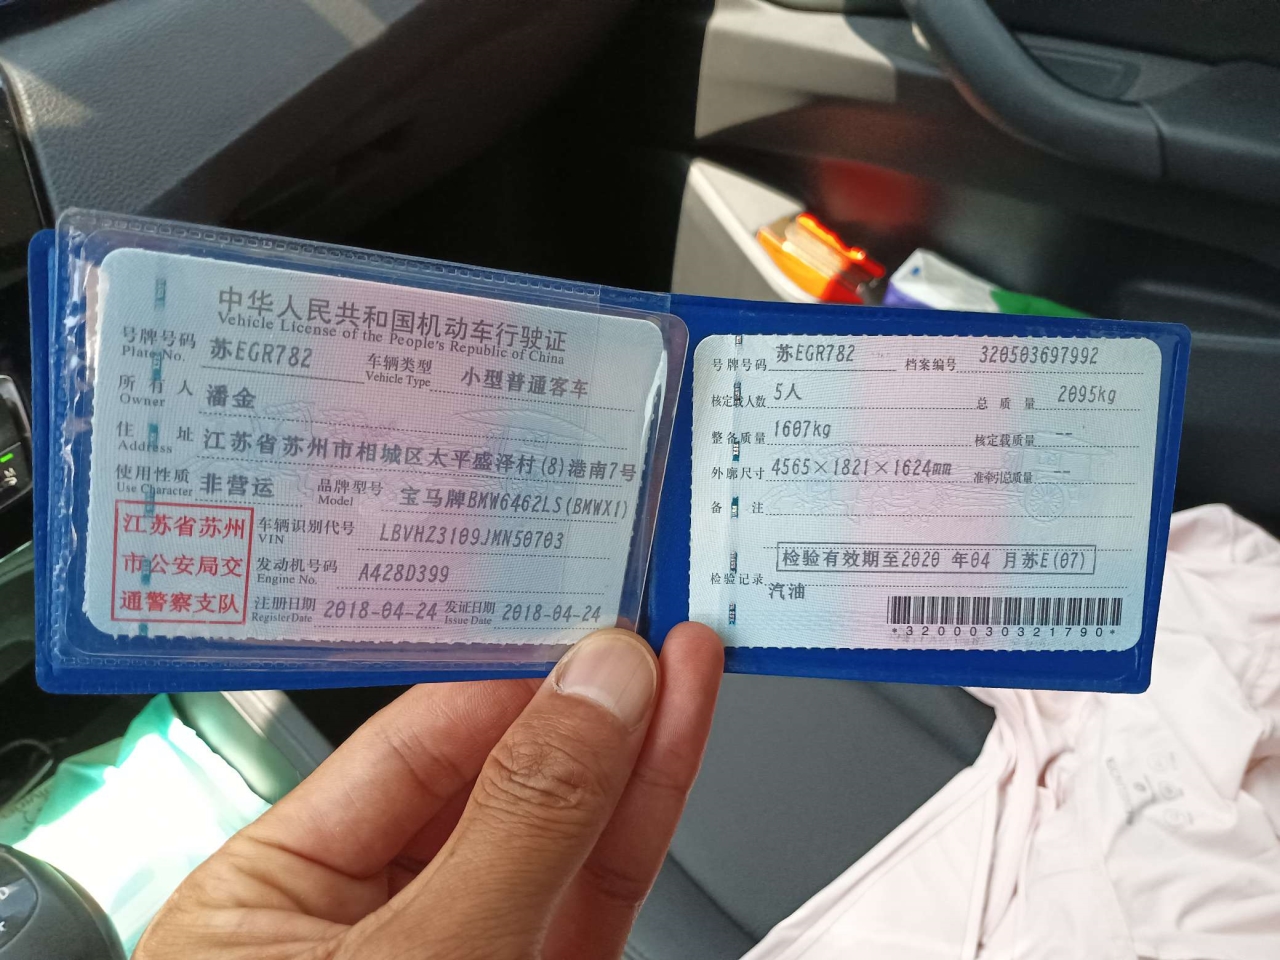 中华人民共和国机动车行驶证
Vehicle License of the People's Republic of China
号牌号码 苏EGR782 车辆类型 小型普通客车
Plate No. Vehicle Type
所有人 潘金
Owner
住址 江苏省苏州市相城区太平盛泽村(8)港南7号
Address
使用性质 非营运 品牌型号 宝马牌BMW6462LS(BMWX1)
Use Character Model
江苏省苏州
市公安局交
通警察支队
车辆识别代号 LBVHZ3109JMN50703
VIN
发动机号码 A428D399
Engine No.
注册日期 2018-04-24 发证日期 2018-04-24
Register Date Issue Date
号牌号码 苏EGR782 档案编号 320503697992
核定载人数 5人 总质量 2095kg
整备质量 1607kg 核定载质量 --
外廓尺寸 4565×1821×1624mm 准牵引总质量 --
备注
检验有效期至2020 年04 月苏E(07)
检验记录
汽油
*3200030321790*